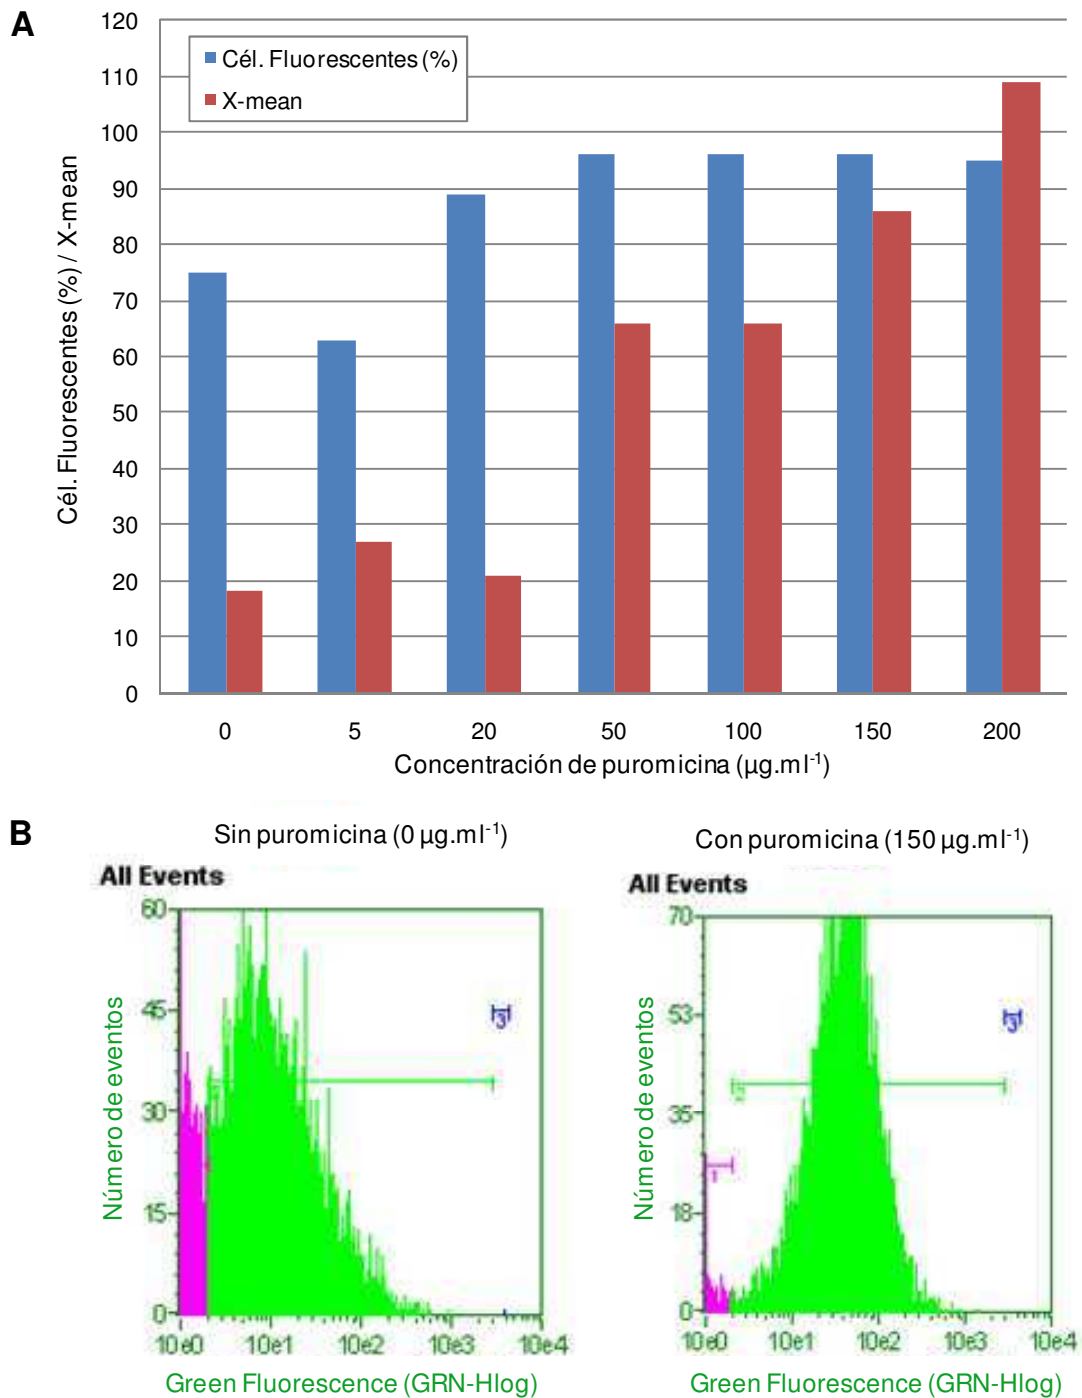 A
120
110
100
90
80
70
60
50
40
30
20
10
0
Cél. Fluorescentes (%) / X-mean
Cél. Fluorescentes (%)
X-mean
0 5 20 50 100 150 200
Concentración de puromicina (µg.ml-1)
B
Sin puromicina (0 µg.ml-1)
All Events
60
45
30
15
0
Número de eventos
3
10e0 10e1 10e2 10e3 10e4
Green Fluorescence (GRN-Hlog)
Con puromicina (150 µg.ml-1)
All Events
70
53
35
18
0
Número de eventos
3
2
1
10e0 10e1 10e2 10e3 10e4
Green Fluorescence (GRN-Hlog)